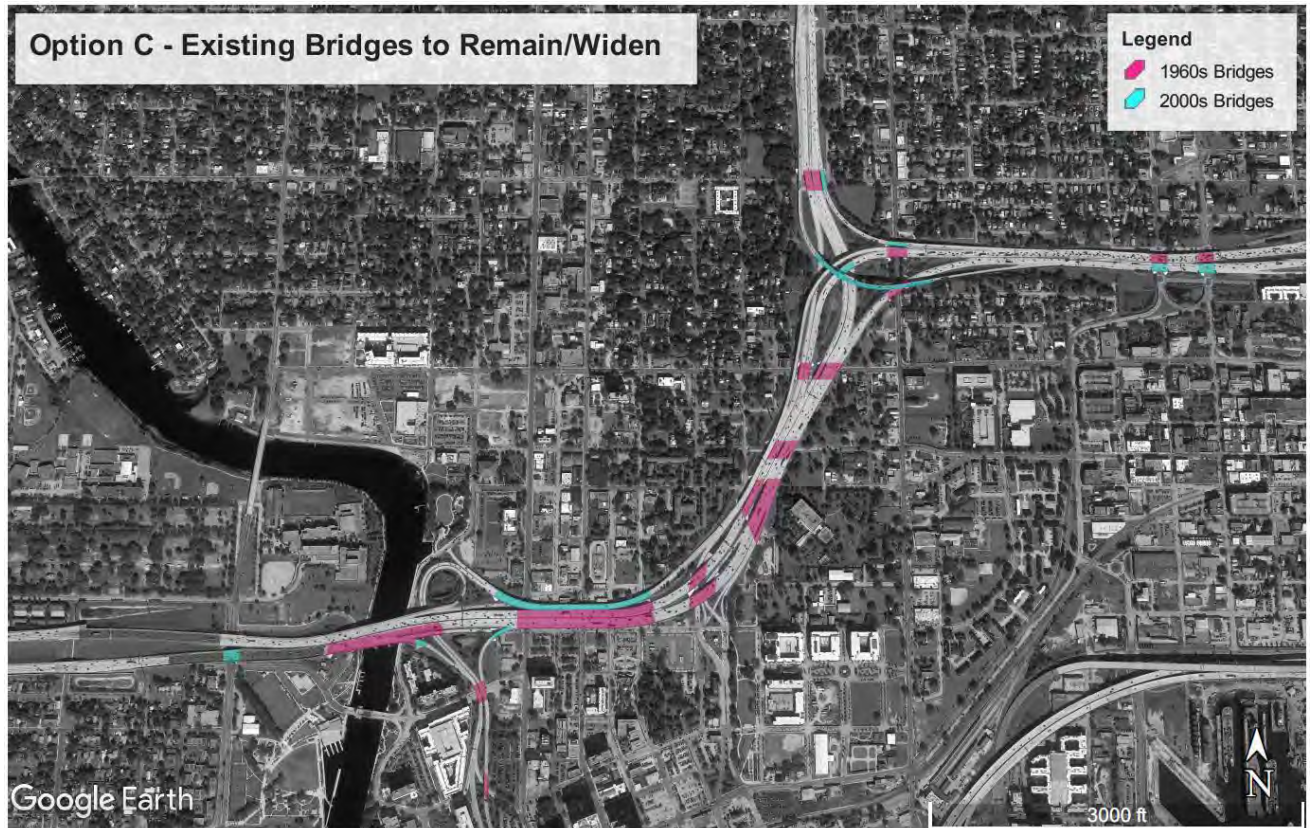 Option C - Existing Bridges to Remain/Widen
Legend
1960s Bridges
2000s Bridges
Google Earth
N
3000 ft